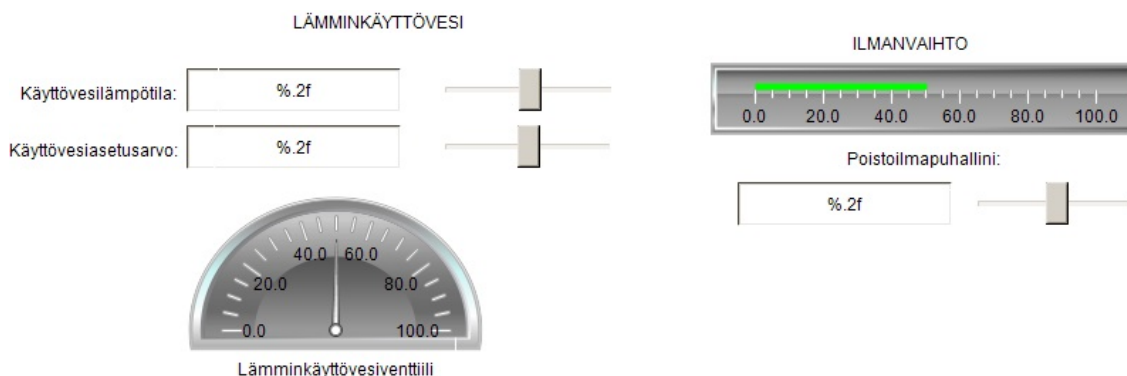 LÄMMINKÄYTTÖVESI
Käyttövesilämpötila: %.2f
Käyttövesiasetusarvo: %.2f
0.0 20.0 40.0 60.0 80.0 100.0
Lämminkäyttövesiventtiili
ILMANVAIHTO
0.0 20.0 40.0 60.0 80.0 100.0
Poistoilmapuhallini:
%.2f